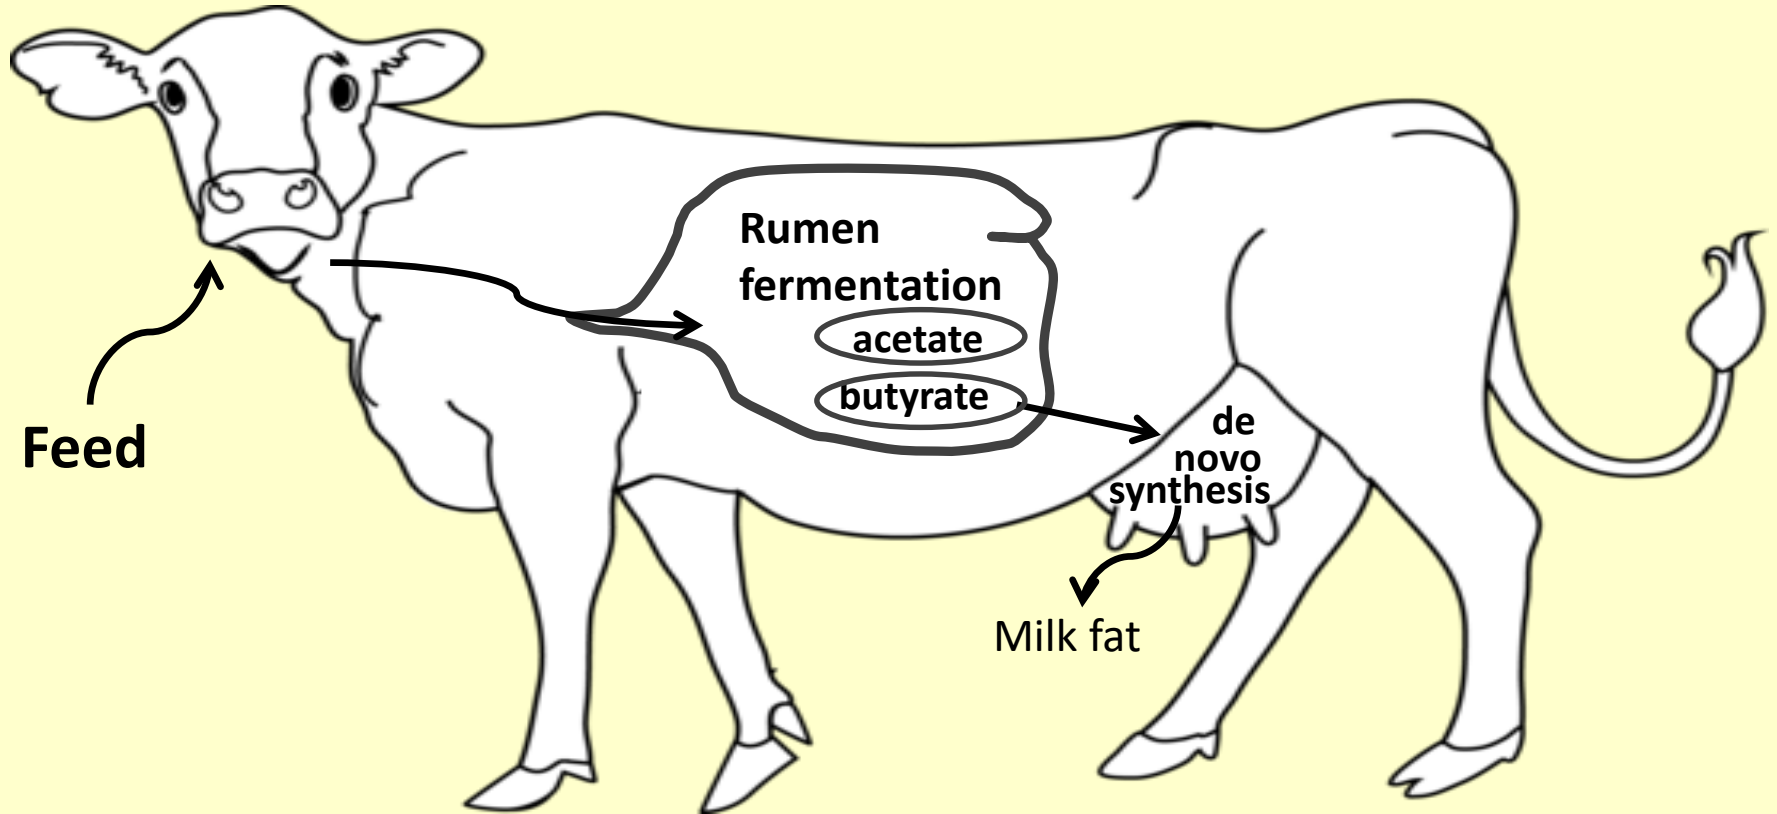 Rumen
fermentation
acetate
butyrate
de
novo
synthesis
Feed
Milk fat